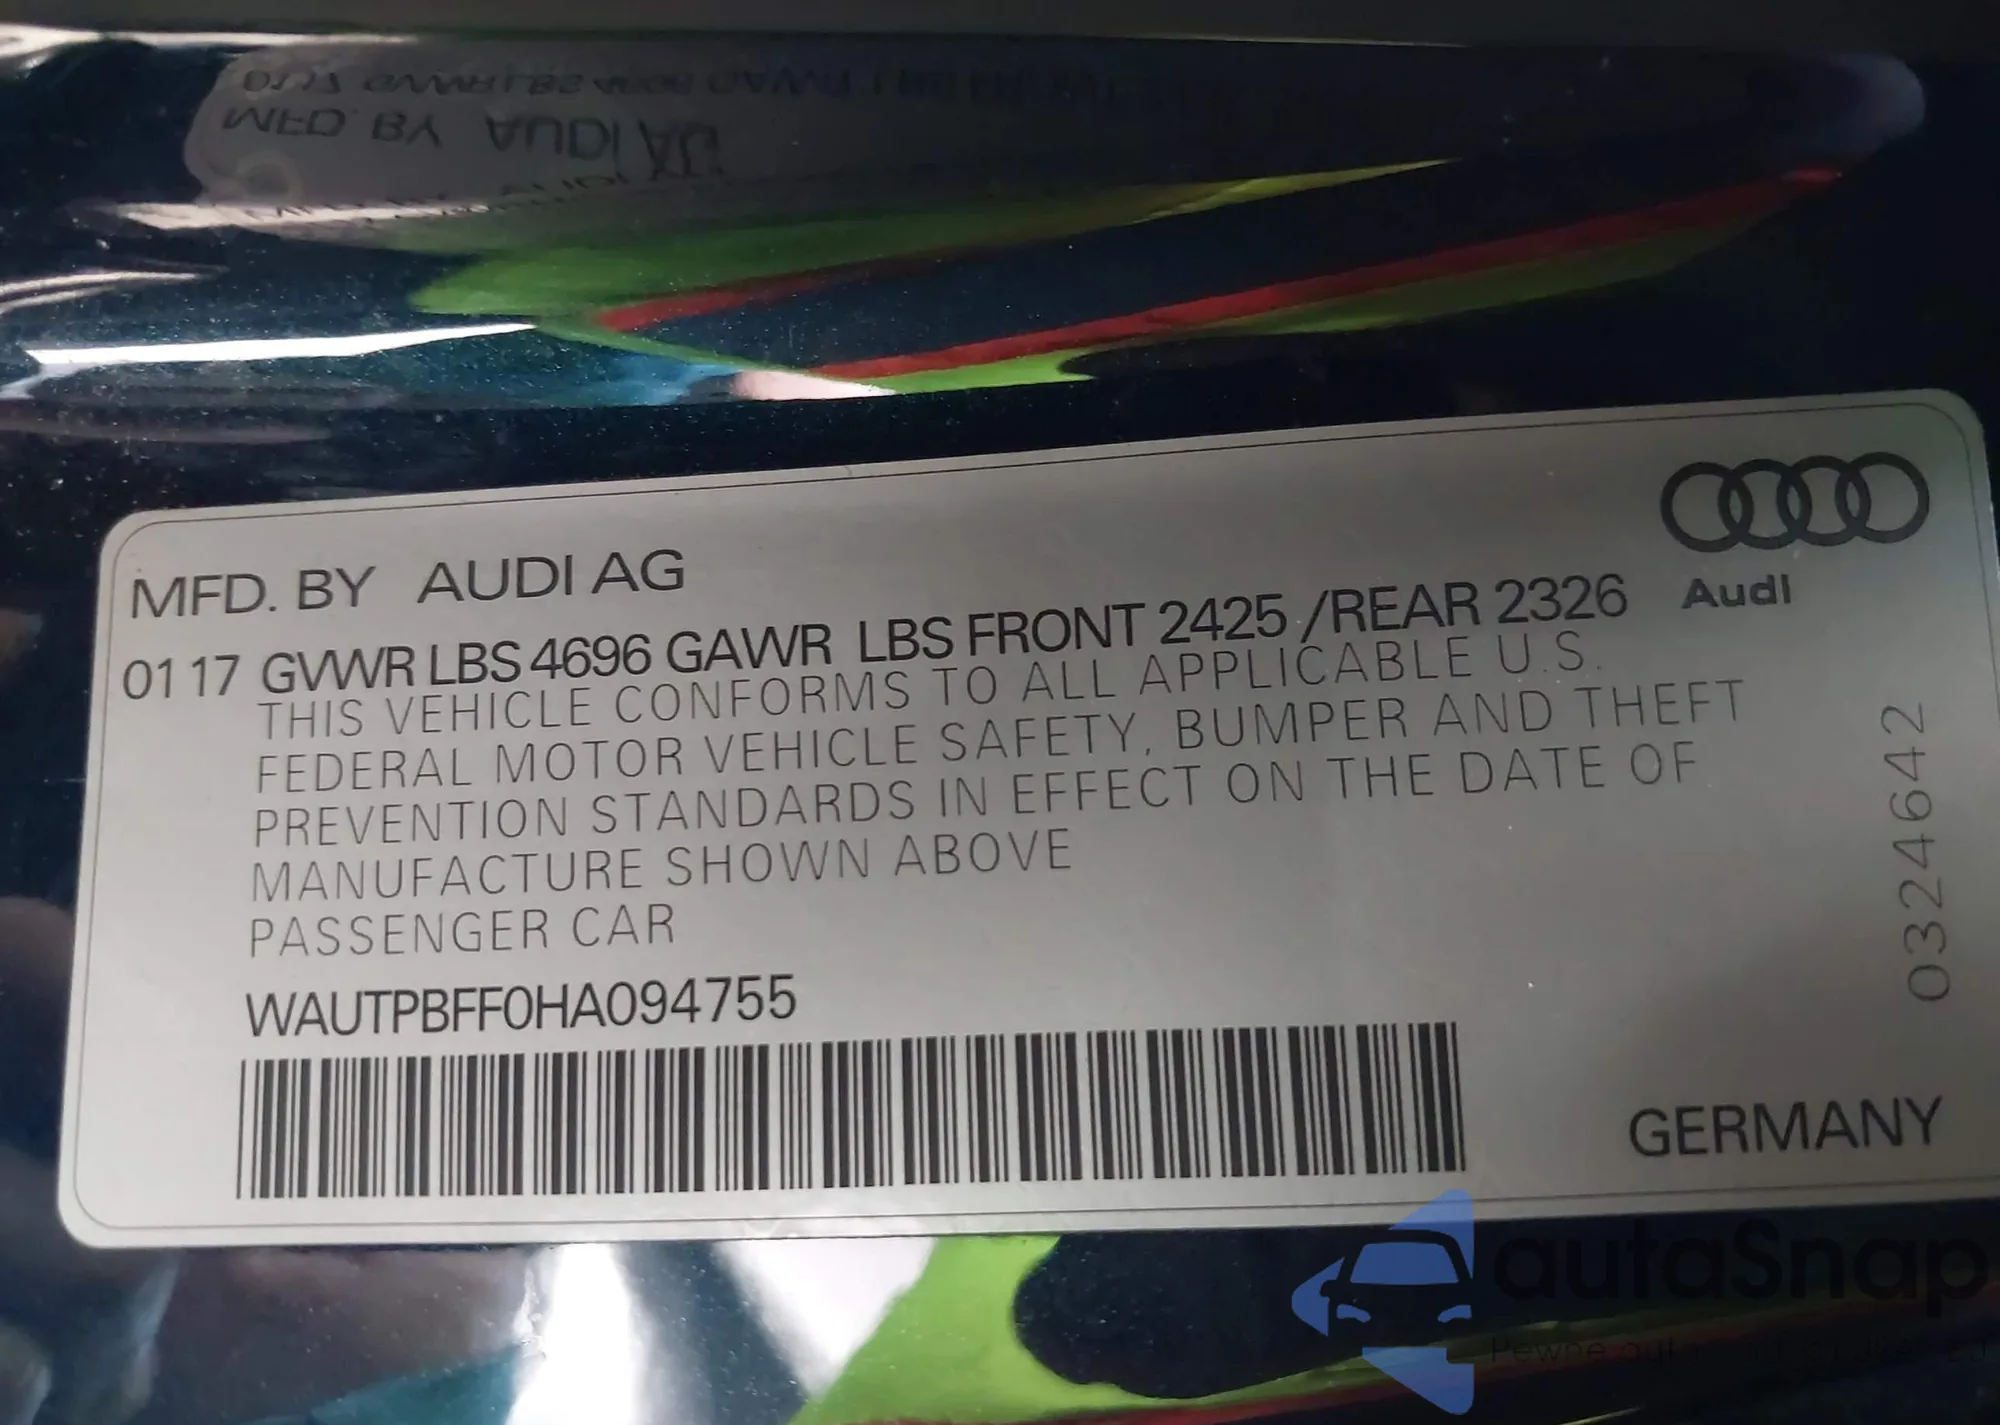 MFD. BY AUDI AG
Audi
01 17 GVWR LBS 4696 GAWR LBS FRONT 2425 /REAR 2326
THIS VEHICLE CONFORMS TO ALL APPLICABLE U.S.
FEDERAL MOTOR VEHICLE SAFETY, BUMPER AND THEFT
PREVENTION STANDARDS IN EFFECT ON THE DATE OF
MANUFACTURE SHOWN ABOVE
PASSENGER CAR
WAUTPBFF0HA094755
0324642
GERMANY
autaSnap